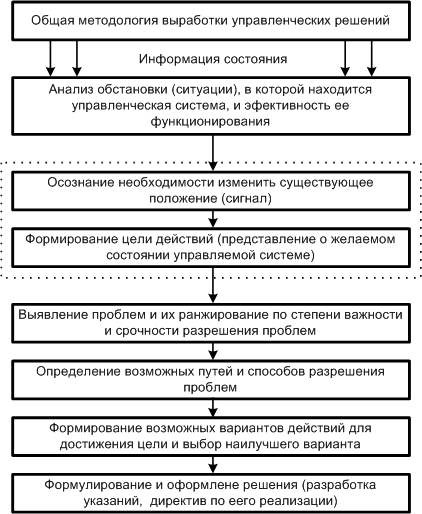 Общая методология выработки управленческих решений
Информация состояния
Анализ обстановки (ситуации), в которой находится
управленческая система, и эфективность ее
функционирования
Осознание необходимости изменить существующее
положение (сигнал)
Формирование цели действий (представление о желаемом
состоянии управляемой системе)
Выявление проблем и их ранжирование по степени важности
и срочности разрешения проблем
Определение возможных путей и способов разрешения
проблем
Формирование возможных вариантов действий для
достижения цели и выбор наилучшего варианта
Формулирование и оформлене решения (разработка
указаний, директив по еего реализации)